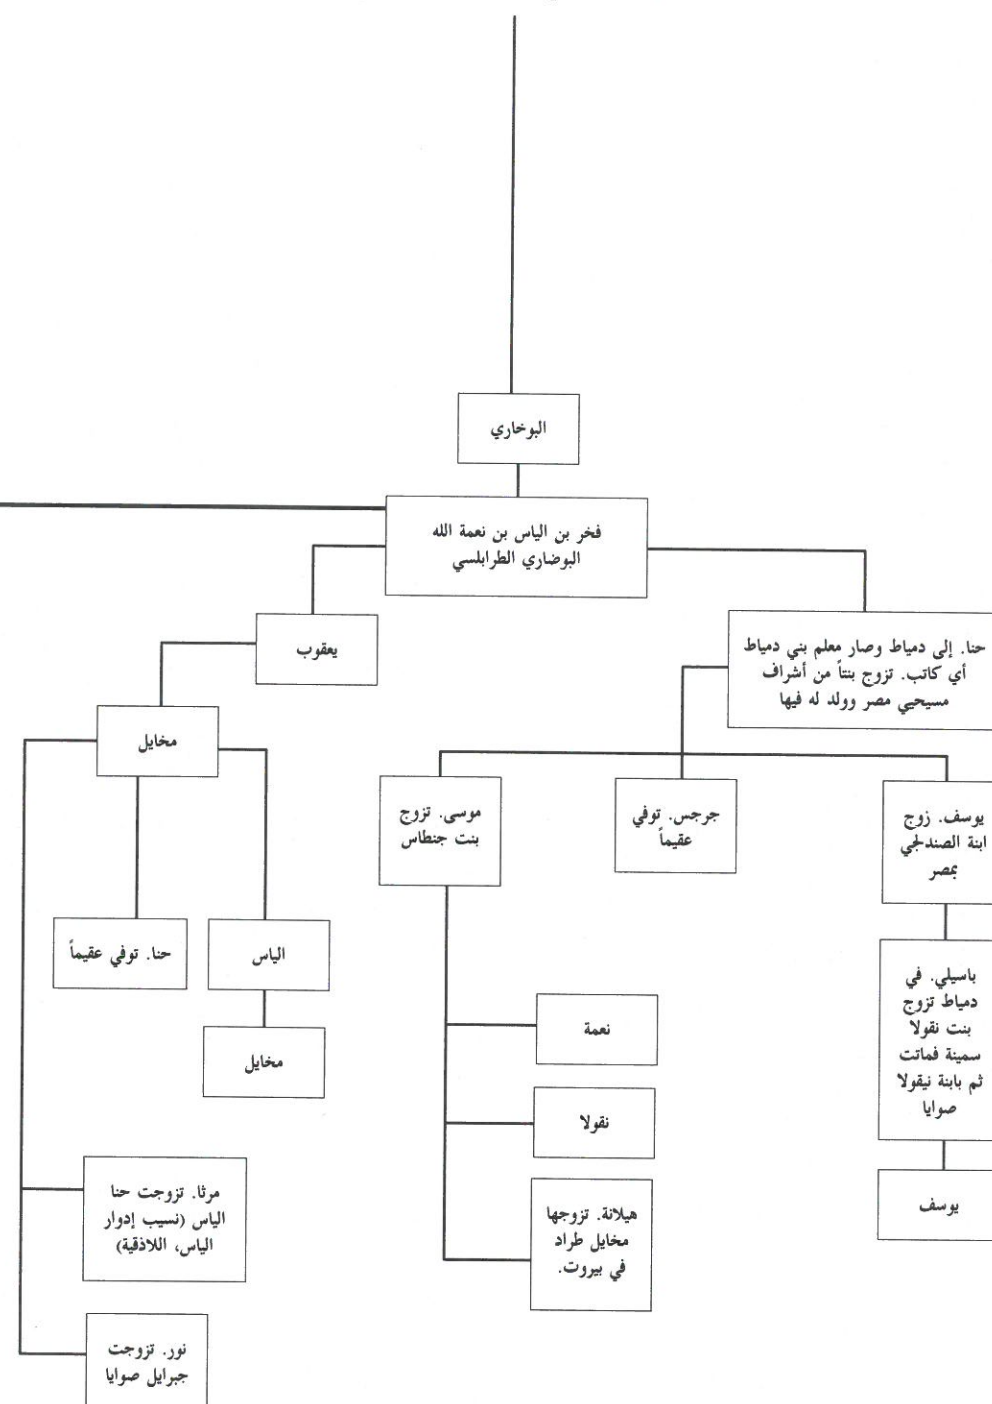 البوخاري
فخر بن الياس بن نعمة الله
البوضاري الطرابلسي
حنا. إلى دمياط وصار معلم بني دمياط
أي كاتب. تزوج بنتاً من أشراف
مسيحيي مصر وولد له فيها
يعقوب
مخايل
يوسف. زوج
ابنة الصندلجي
بمصر
جرجس. توفي
عقيماً
موسى. تزوج
بنت جنطاس
الياس
حنا. توفي عقيماً
مخايل
باسيلي. في
دمياط تزوج
بنت نقولا
سمينة فماتت
ثم بابنة نيقولا
صوايا
يوسف
نعمة
نقولا
هيلانة. تزوجها
مخايل طراد
في بيروت.
مرثا. تزوجت حنا
الياس (نسيب إدوار
الياس، اللاذقية)
نور. تزوجت
جبرايل صوايا